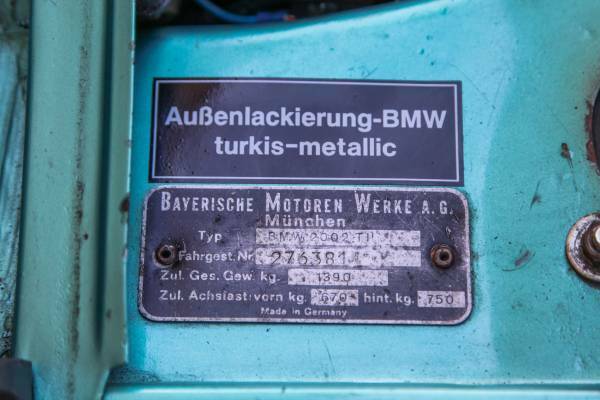 Außenlackierung-BMW
turkis-metallic
BAYERISCHE MOTOREN WERKE A.G.
München
Typ BMW 2002 TII
Fahrgest. Nr. 2763814
Zul. Ges. Gew. kg. 1390
Zul. Achslast: vorn kg. 670 hint. kg. 750
Made in Germany